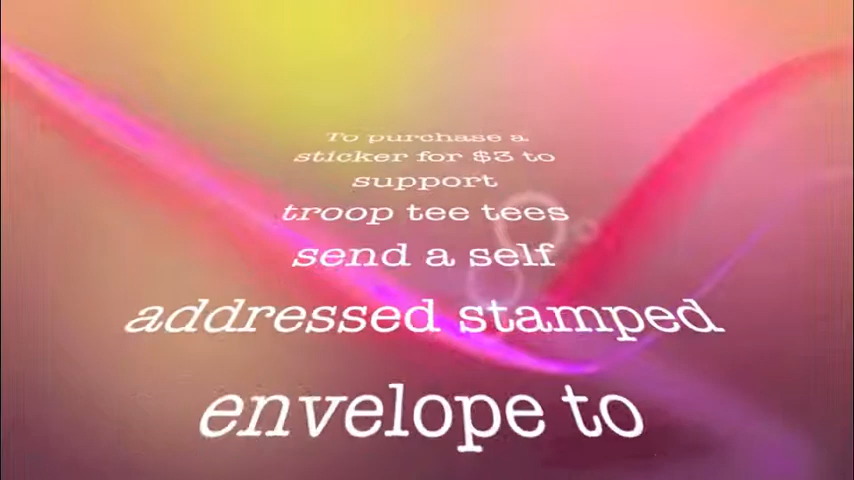 To purchase a
sticker for $3 to
support
troop tee tees
send a self
addressed stamped
envelope to